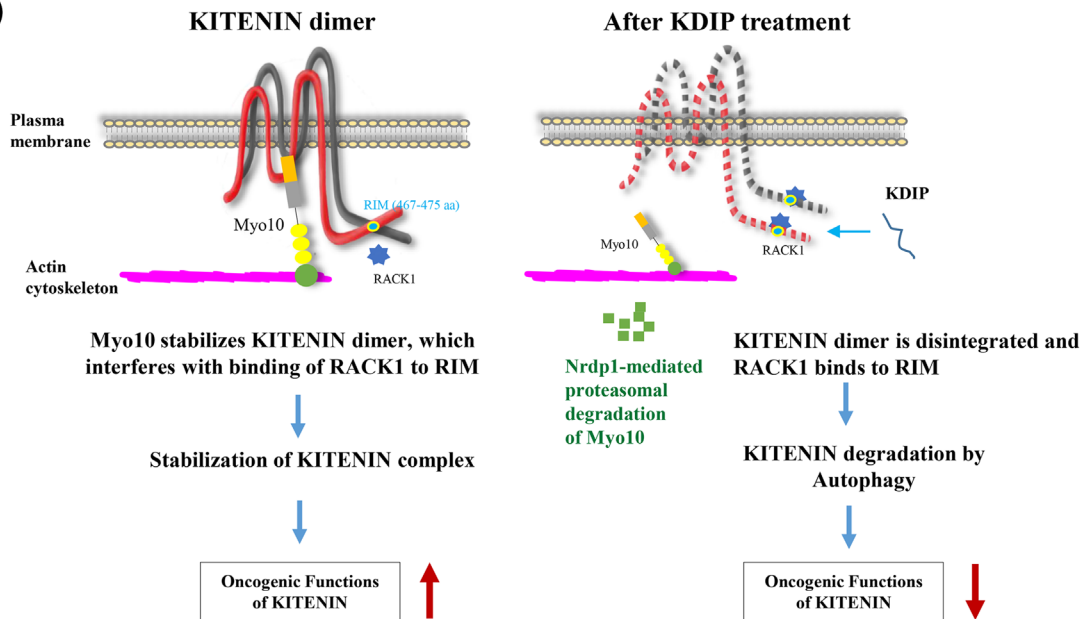 )
KITENIN dimer
Plasma
membrane
RIM (467-475 aa)
Myo10
RACK1
Actin
cytoskeleton
Myo10 stabilizes KITENIN dimer, which
interferes with binding of RACK1 to RIM
Stabilization of KITENIN complex
Oncogenic Functions
of KITENIN
After KDIP treatment
KDIP
Myo10
RACK1
Nrdp1-mediated
proteasomal
degradation
of Myo10
KITENIN dimer is disintegrated and
RACK1 binds to RIM
KITENIN degradation by
Autophagy
Oncogenic Functions
of KITENIN